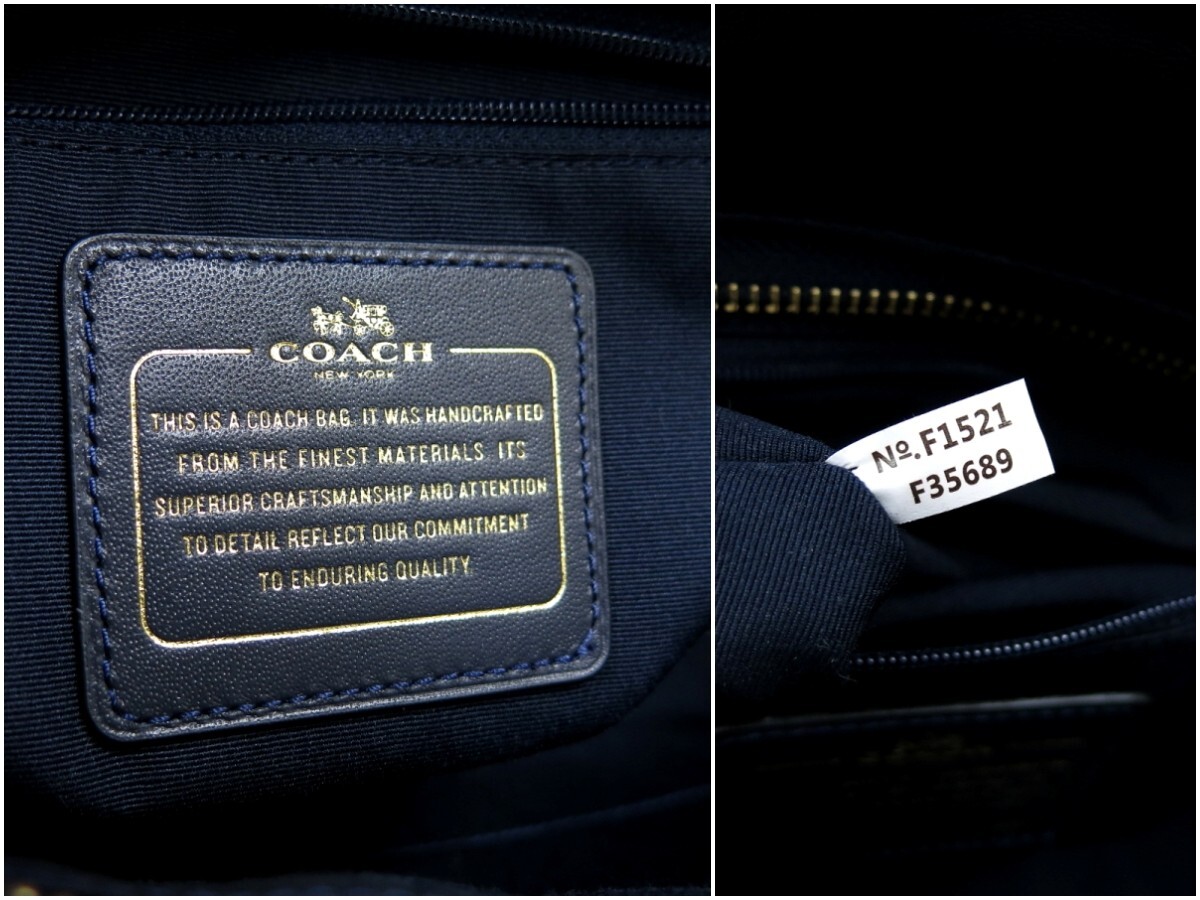 COACH
NEW YORK
THIS IS A COACH BAG. IT WAS HANDCRAFTED
FROM THE FINEST MATERIALS. ITS
SUPERIOR CRAFTSMANSHIP AND ATTENTION
TO DETAIL REFLECT OUR COMMITMENT
TO ENDURING QUALITY.
Nº.F1521
F35689